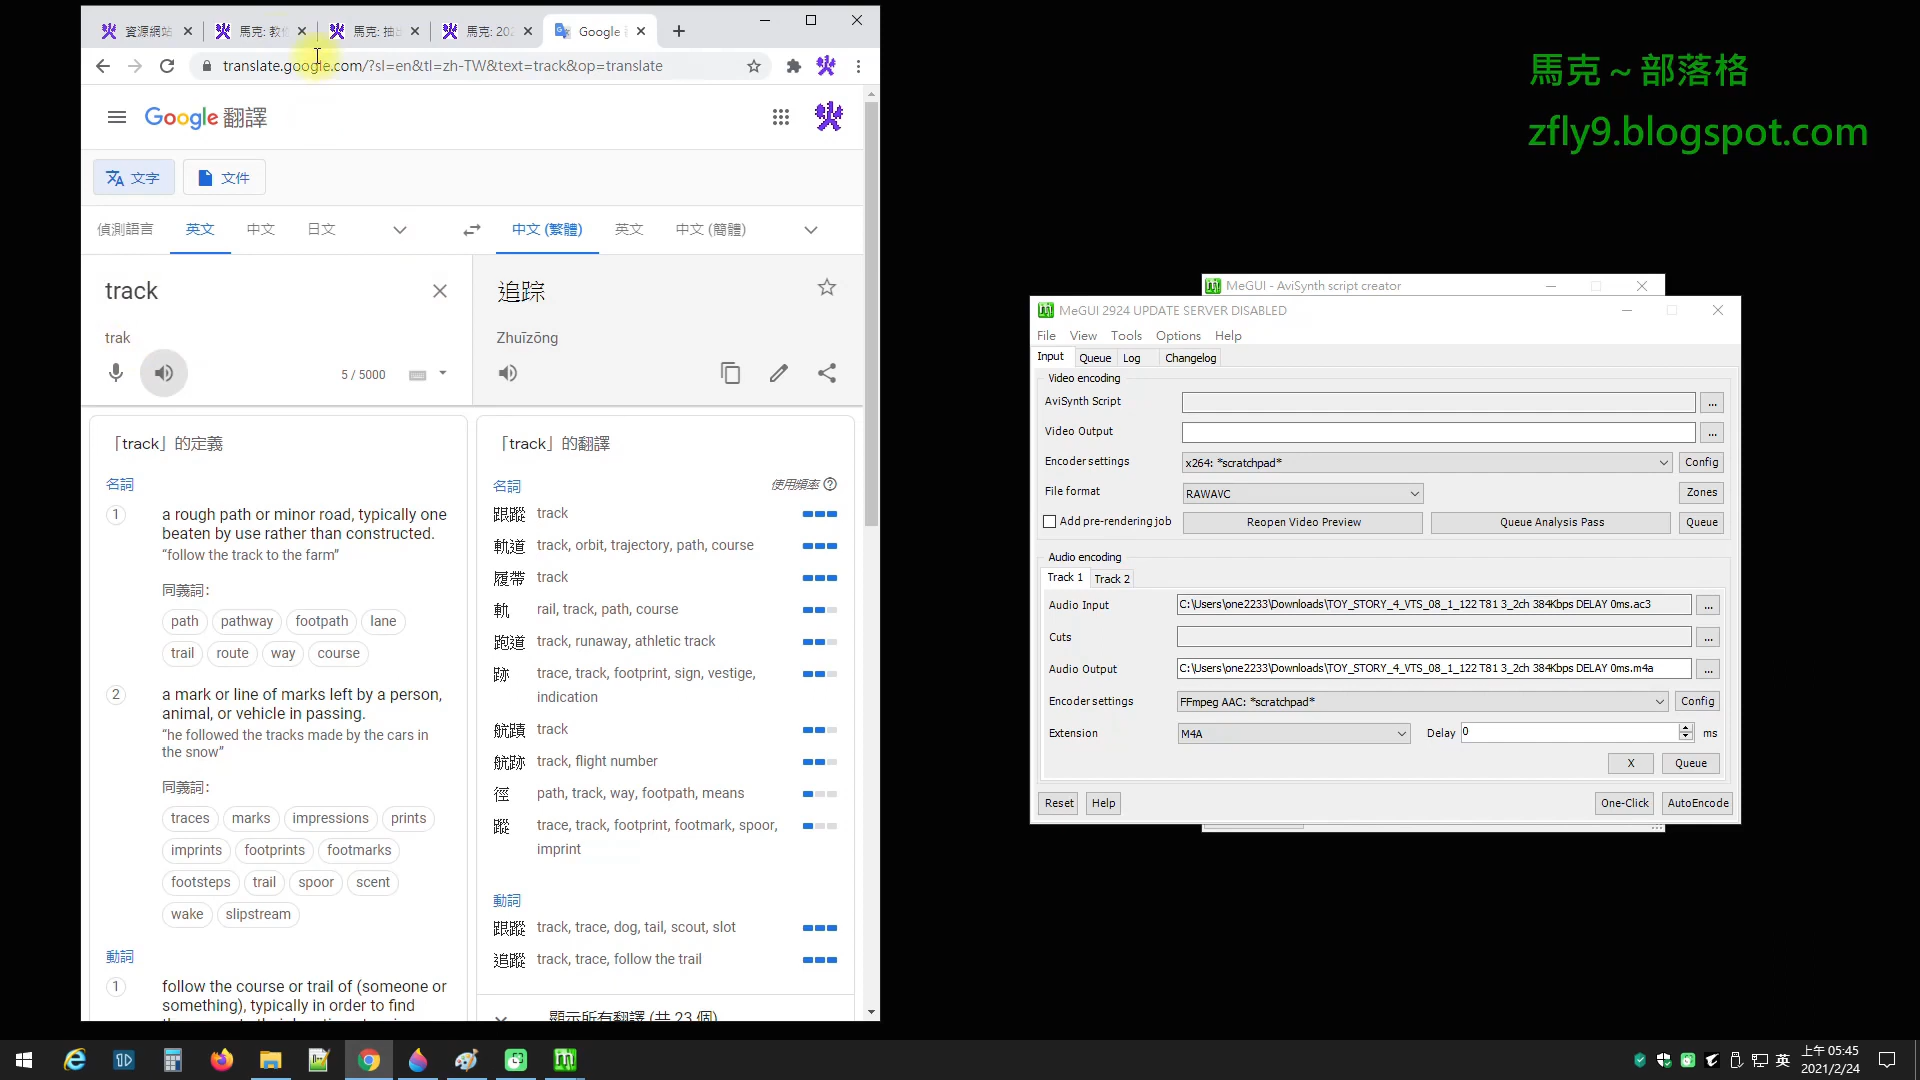 資源網站
馬克: 教
馬克: 抽
馬克: 202
Google
translate.google.com/?sl=en&tl=zh-TW&text=track&op=translate
Google 翻譯
文字
文件
偵測語言 英文 中文 日文
中文 (繁體) 英文 中文 (簡體)
track
trak
5 / 5000
追踪
Zhuīzōng
「track」的定義
名詞
1
a rough path or minor road, typically one
beaten by use rather than constructed.
“follow the track to the farm”
同義詞:
path pathway footpath lane
trail route way course
2
a mark or line of marks left by a person,
animal, or vehicle in passing.
“he followed the tracks made by the cars in
the snow”
同義詞:
traces marks impressions prints
imprints footprints footmarks
footsteps trail spoor scent
wake slipstream
動詞
1
follow the course or trail of (someone or
something), typically in order to find
「track」的翻譯
名詞 使用頻率
跟蹤 track
軌道 track, orbit, trajectory, path, course
履帶 track
軌 rail, track, path, course
跑道 track, runaway, athletic track
跡 trace, track, footprint, sign, vestige,
indication
航蹟 track
航跡 track, flight number
徑 path, track, way, footpath, means
蹤 trace, track, footprint, footmark, spoor,
imprint
動詞
跟蹤 track, trace, dog, tail, scout, slot
追蹤 track, trace, follow the trail
顯示所有翻譯 (共 23 個)
馬克～部落格
zfly9.blogspot.com
MeGUI - AviSynth script creator
MeGUI 2924 UPDATE SERVER DISABLED
File View Tools Options Help
Input Queue Log Changelog
Video encoding
AviSynth Script ...
Video Output ...
Encoder settings x264: *scratchpad* Config
File format RAWAVC Zones
Add pre-rendering job Reopen Video Preview Queue Analysis Pass Queue
Audio encoding
Track 1 Track 2
Audio Input C:\Users\one2233\Downloads\TOY_STORY_4_VTS_08_1_122 T81 3_2ch 384Kbps DELAY 0ms.ac3 ...
Cuts ...
Audio Output C:\Users\one2233\Downloads\TOY_STORY_4_VTS_08_1_122 T81 3_2ch 384Kbps DELAY 0ms.m4a ...
Encoder settings FFmpeg AAC: *scratchpad* Config
Extension M4A Delay 0 ms
X Queue
Reset Help One-Click AutoEncode
英
上午 05:45
2021/2/24